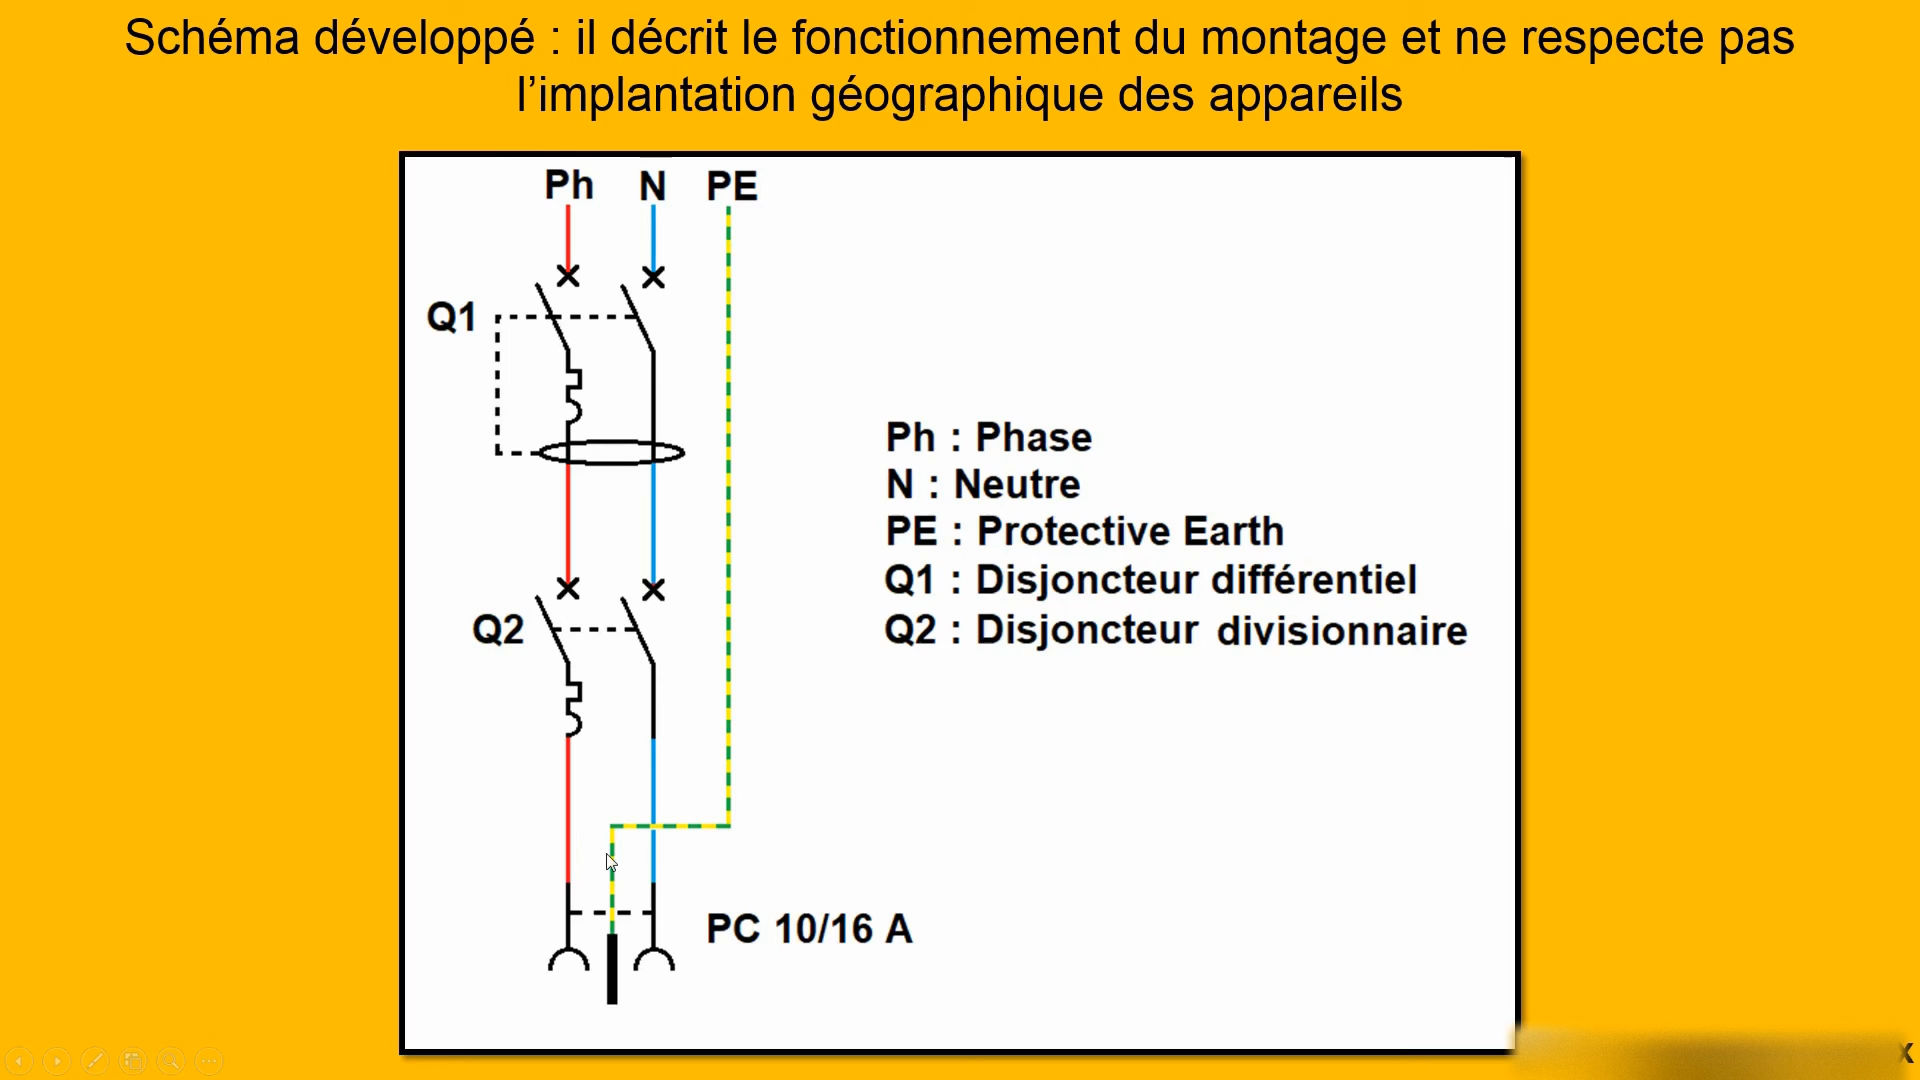 Schéma développé : il décrit le fonctionnement du montage et ne respecte pas
l’implantation géographique des appareils
Ph N PE
Q1
Ph : Phase
N : Neutre
PE : Protective Earth
Q1 : Disjoncteur différentiel
Q2 : Disjoncteur divisionnaire
Q2
PC 10/16 A
x